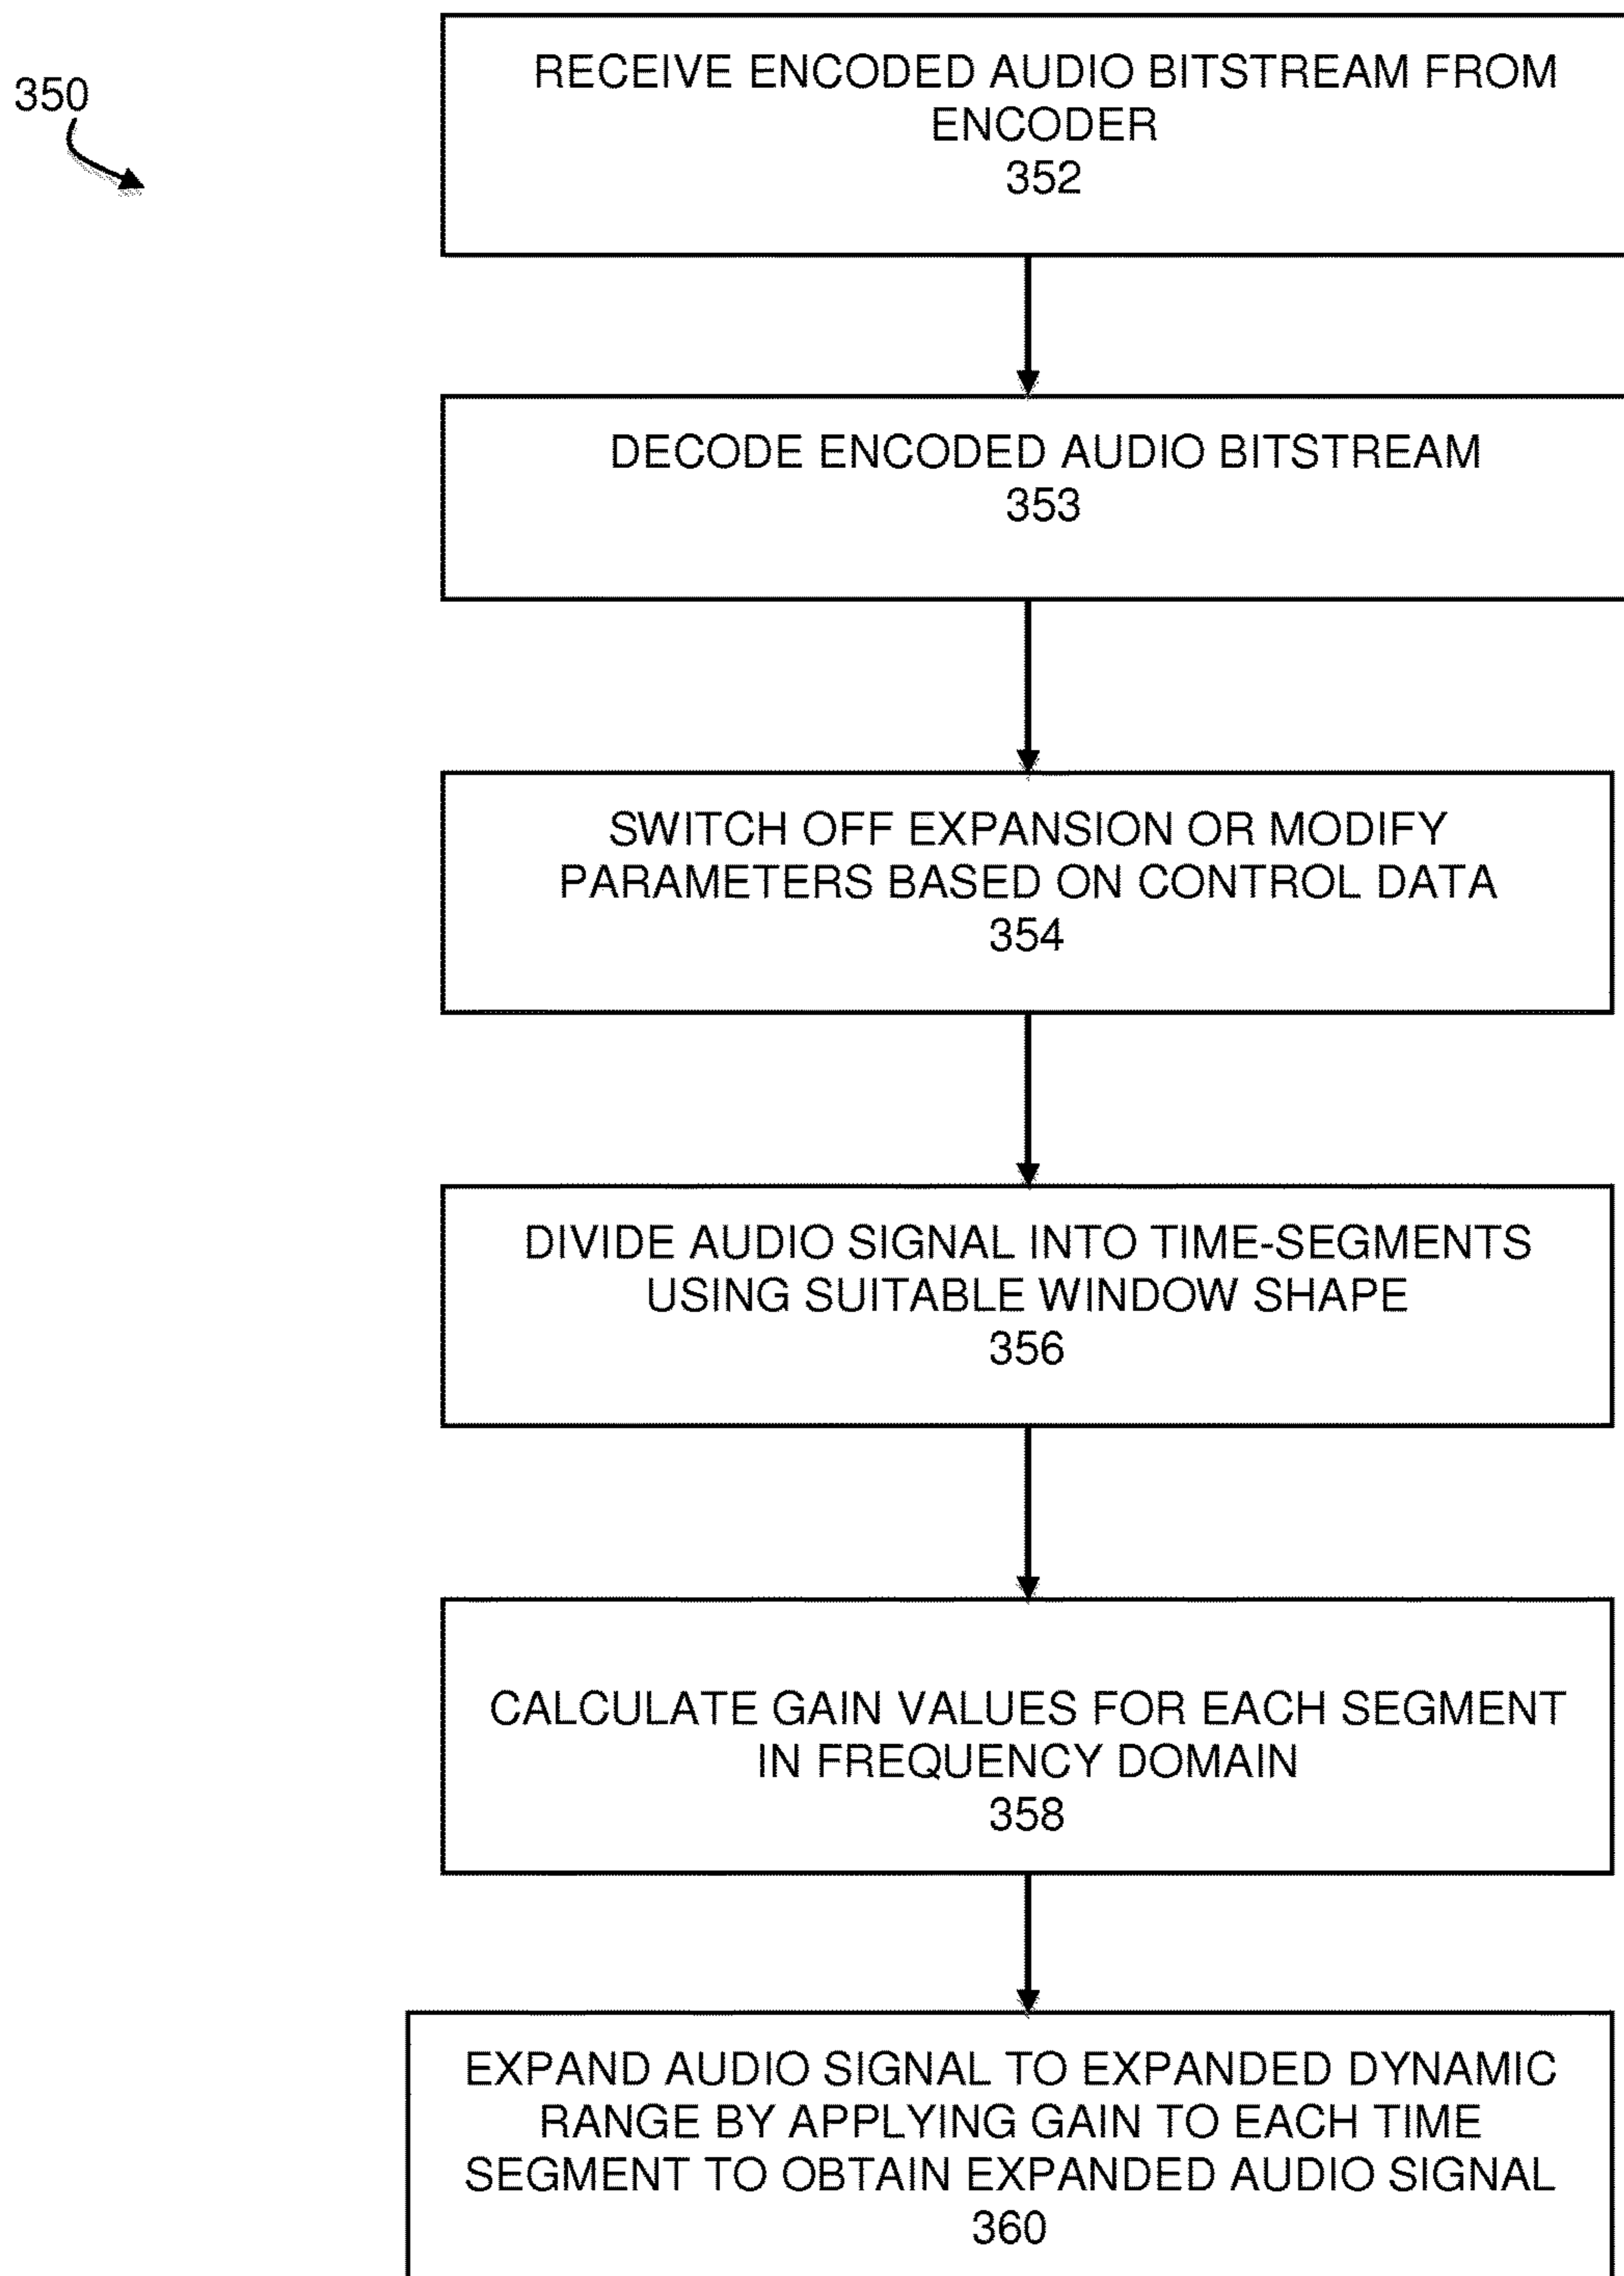 350
RECEIVE ENCODED AUDIO BITSTREAM FROM
ENCODER
352
DECODE ENCODED AUDIO BITSTREAM
353
SWITCH OFF EXPANSION OR MODIFY
PARAMETERS BASED ON CONTROL DATA
354
DIVIDE AUDIO SIGNAL INTO TIME-SEGMENTS
USING SUITABLE WINDOW SHAPE
356
CALCULATE GAIN VALUES FOR EACH SEGMENT
IN FREQUENCY DOMAIN
358
EXPAND AUDIO SIGNAL TO EXPANDED DYNAMIC
RANGE BY APPLYING GAIN TO EACH TIME
SEGMENT TO OBTAIN EXPANDED AUDIO SIGNAL
360